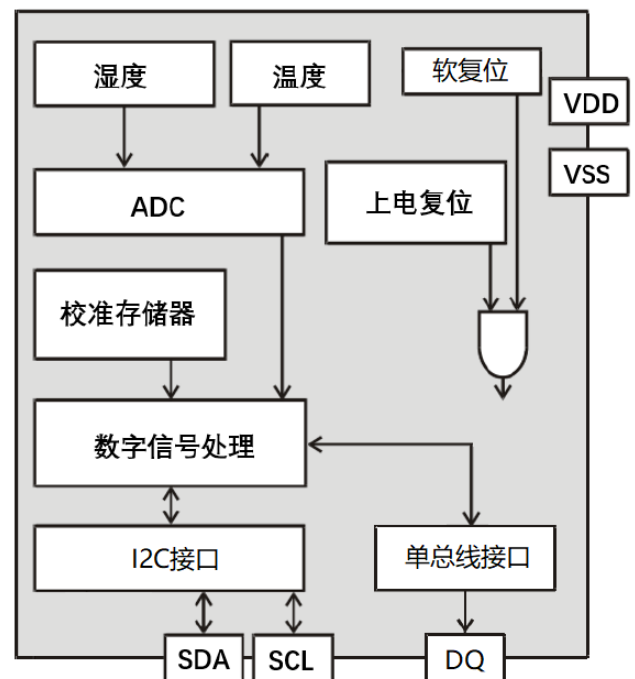 湿度
温度
软复位
VDD
VSS
ADC
上电复位
校准存储器
数字信号处理
I2C接口
单总线接口
SDA
SCL
DQ